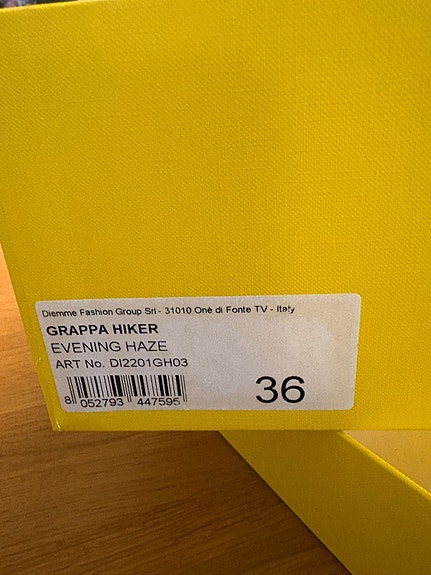 Diemme Fashion Group Srl - 31010 Onè di Fonte TV - Italy
GRAPPA HIKER
EVENING HAZE
ART No. DI2201GH03
8 052793 447595
36